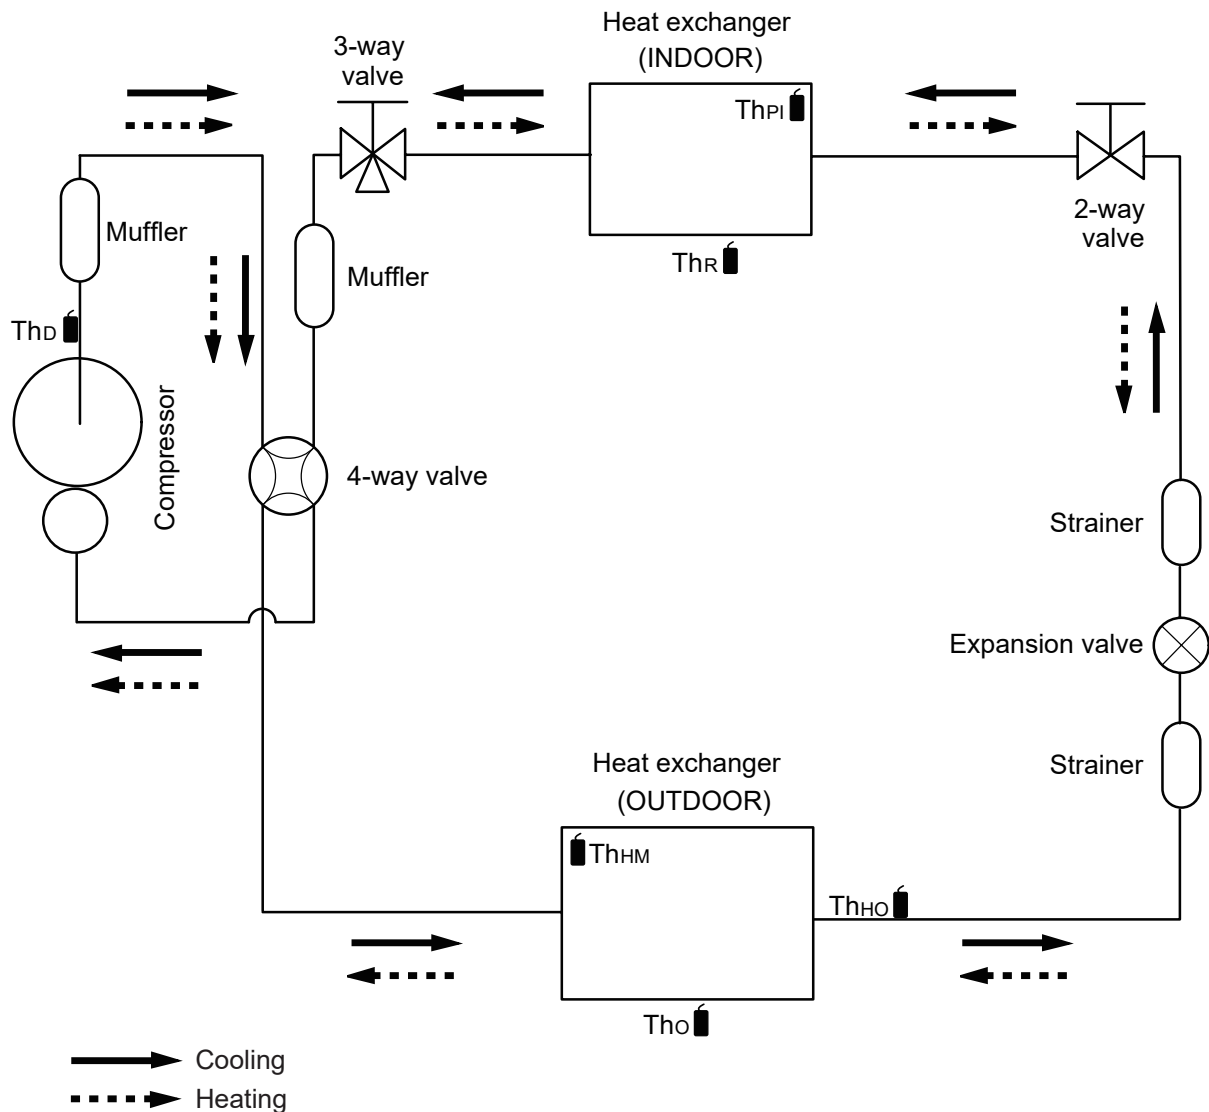 Heat exchanger
(INDOOR)
3-way
valve
ThPI
Muffler
2-way
valve
ThR
Muffler
ThD
Compressor
4-way valve
Strainer
Expansion valve
Heat exchanger
(OUTDOOR)
Strainer
ThHM
ThHO
ThO
Cooling
Heating